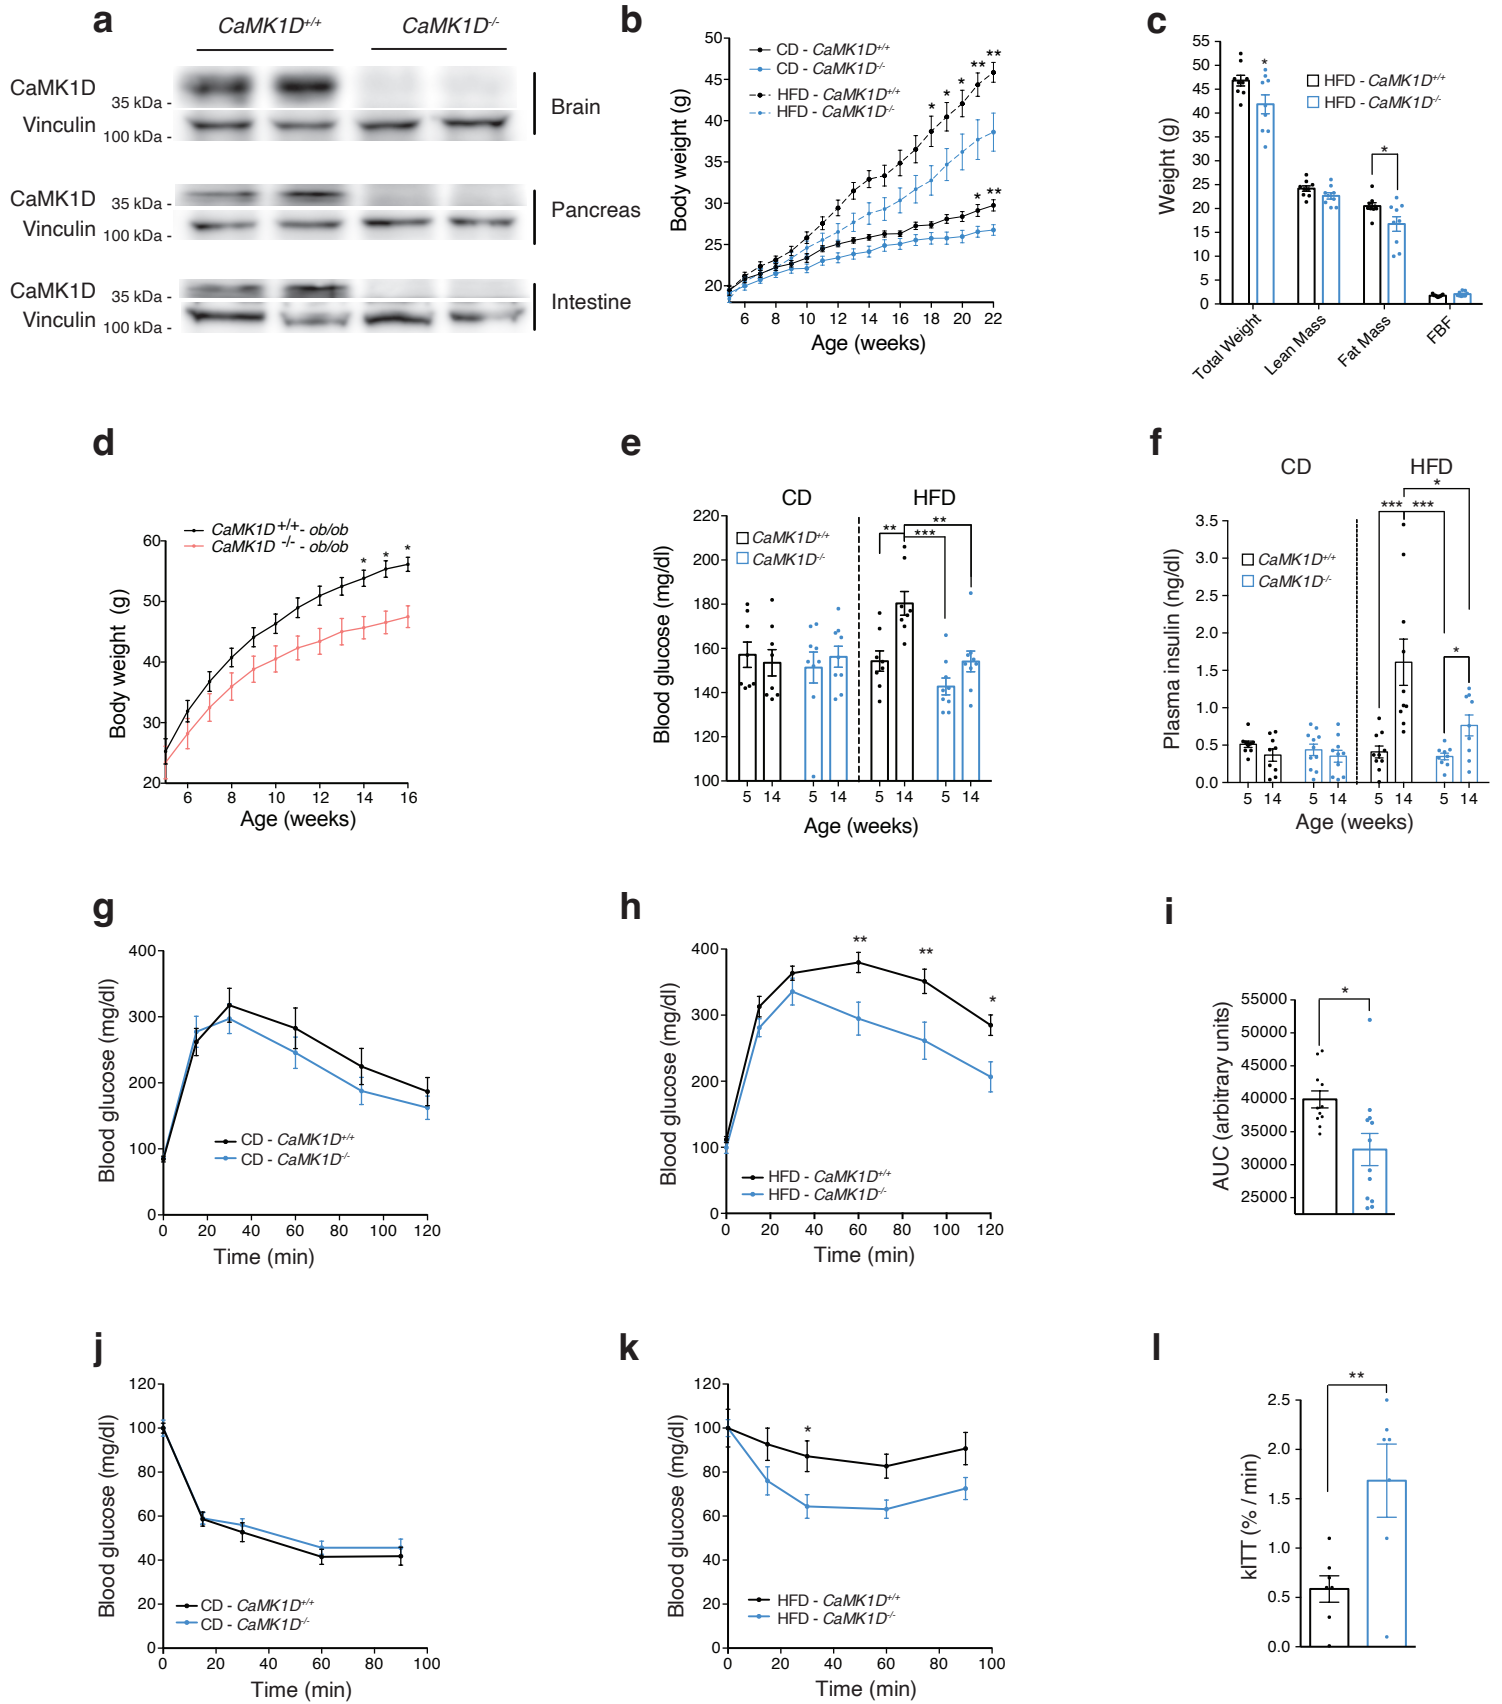 a
CaMK1D+/+ CaMK1D-/-
CaMK1D
35 kDa -
Vinculin
100 kDa -
Brain
CaMK1D
35 kDa -
Vinculin
100 kDa -
Pancreas
CaMK1D
35 kDa -
Vinculin
100 kDa -
Intestine
b
Body weight (g)
50
45
40
35
30
25
20
CD - CaMK1D+/+
CD - CaMK1D-/-
HFD - CaMK1D+/+
HFD - CaMK1D-/-
* * * ** **
* **
6 8 10 12 14 16 18 20 22
Age (weeks)
c
Weight (g)
55
50
45
40
35
30
25
20
15
10
5
0
HFD - CaMK1D+/+
HFD - CaMK1D-/-
*
*
Total Weight
Lean Mass
Fat Mass
FBF
d
Body weight (g)
60
50
40
30
20
CaMK1D+/+- ob/ob
CaMK1D -/- - ob/ob
* * *
6 8 10 12 14 16
Age (weeks)
e
CD HFD
Blood glucose (mg/dl)
220
200
180
160
140
120
100
CaMK1D+/+
CaMK1D-/-
**
** ***
5 14 5 14 5 14 5 14
Age (weeks)
f
CD HFD
Plasma insulin (ng/dl)
3.5
3.0
2.5
2.0
1.5
1.0
0.5
0.0
CaMK1D+/+
CaMK1D-/-
*
*** ***
*
5 14 5 14 5 14 5 14
Age (weeks)
g
Blood glucose (mg/dl)
400
300
200
100
0
CD - CaMK1D+/+
CD - CaMK1D-/-
0 20 40 60 80 100 120
Time (min)
h
Blood glucose (mg/dl)
400
300
200
100
0
** ** *
HFD - CaMK1D+/+
HFD - CaMK1D-/-
0 20 40 60 80 100 120
Time (min)
i
AUC (arbitrary units)
55000
50000
45000
40000
35000
30000
25000
*
j
Blood glucose (mg/dl)
120
100
80
60
40
20
0
CD - CaMK1D+/+
CD - CaMK1D-/-
0 20 40 60 80 100
Time (min)
k
Blood glucose (mg/dl)
120
100
80
60
40
20
0
*
HFD - CaMK1D+/+
HFD - CaMK1D-/-
0 20 40 60 80 100
Time (min)
l
kITT (% / min)
2.5
2.0
1.5
1.0
0.5
0.0
**